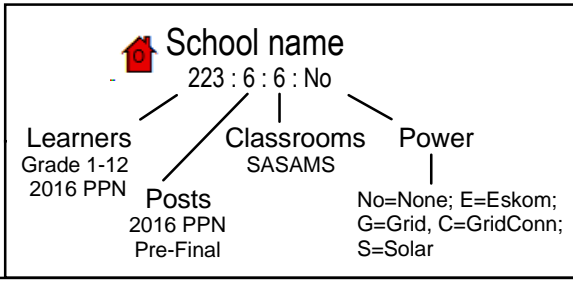 O
School name
223 : 6 : 6 : No
Learners
Grade 1-12
2016 PPN
Posts
2016 PPN
Pre-Final
Classrooms
SASAMS
Power
No=None; E=Eskom;
G=Grid, C=GridConn;
S=Solar